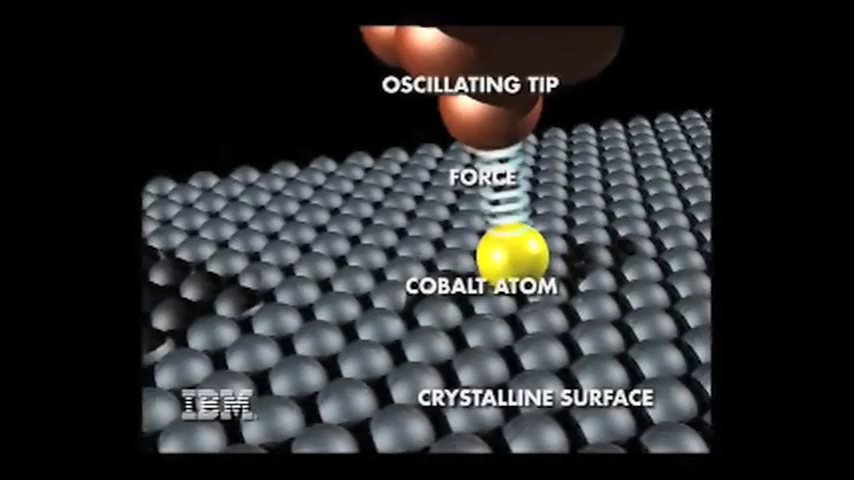 OSCILLATING TIP
FORCE
COBALT ATOM
CRYSTALLINE SURFACE
IBM